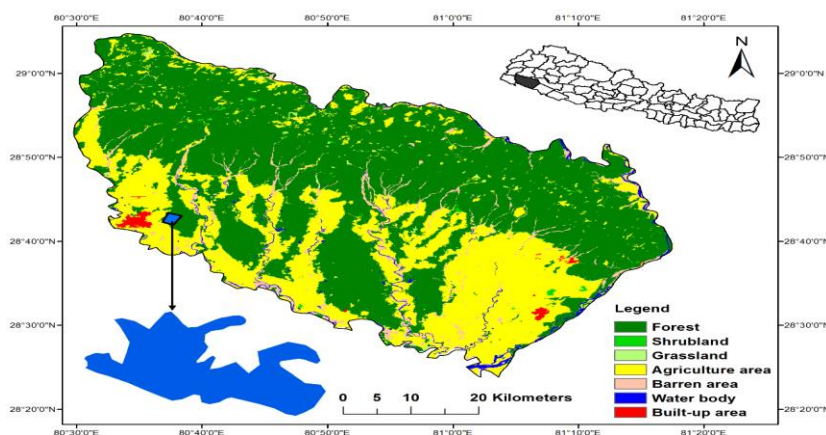 80°30'0"E 80°40'0"E 80°50'0"E 81°0'0"E 81°10'0"E 81°20'0"E
N
29°0'0"N 29°0'0"N
28°50'0"N 28°50'0"N
28°40'0"N 28°40'0"N
28°30'0"N 28°30'0"N
28°20'0"N 28°20'0"N
Legend
Forest
Shrubland
Grassland
Agriculture area
Barren area
Water body
Built-up area
0 5 10 20 Kilometers
80°30'0"E 80°40'0"E 80°50'0"E 81°0'0"E 81°10'0"E 81°20'0"E